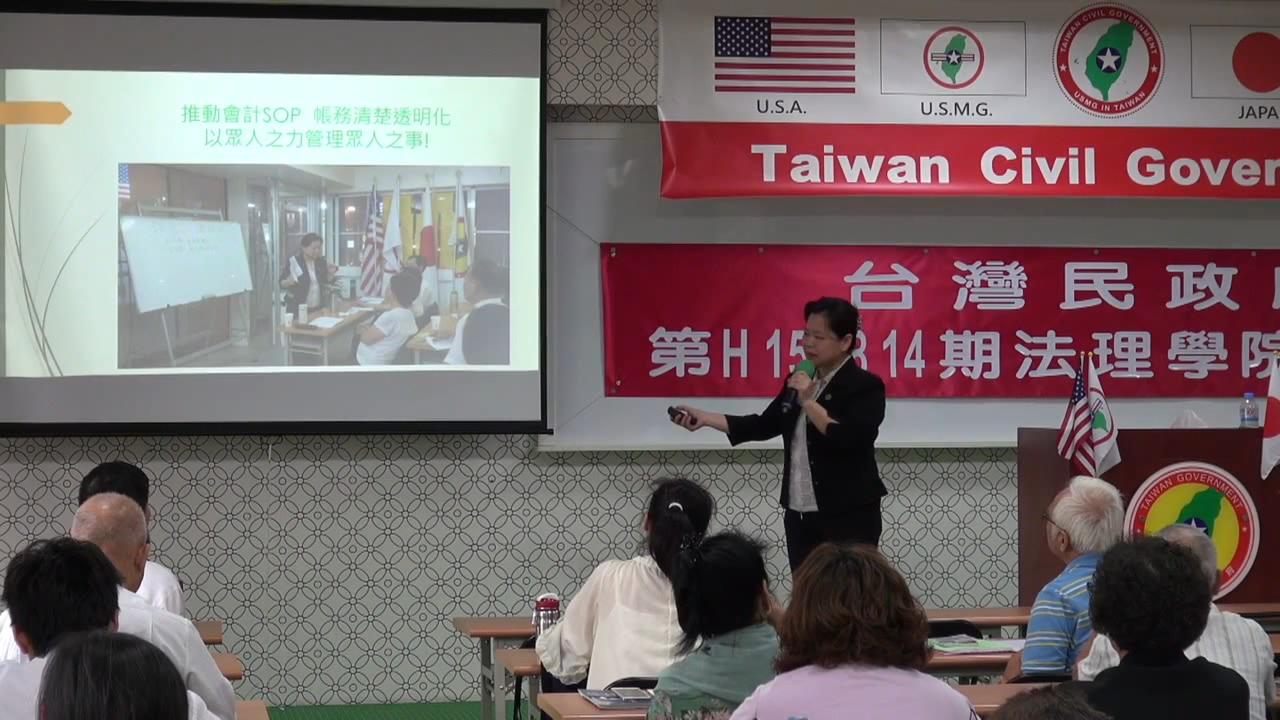 推動會計SOP 帳務清楚透明化
以眾人之力管理眾人之事!
U.S.A.
U.S.M.G.
TAIWAN CIVIL GOVERNMENT
USMG IN TAIWAN
JAPA
Taiwan Civil Gover
台灣民政
第H15 14期法理學院
TAIWAN GOVERNMENT